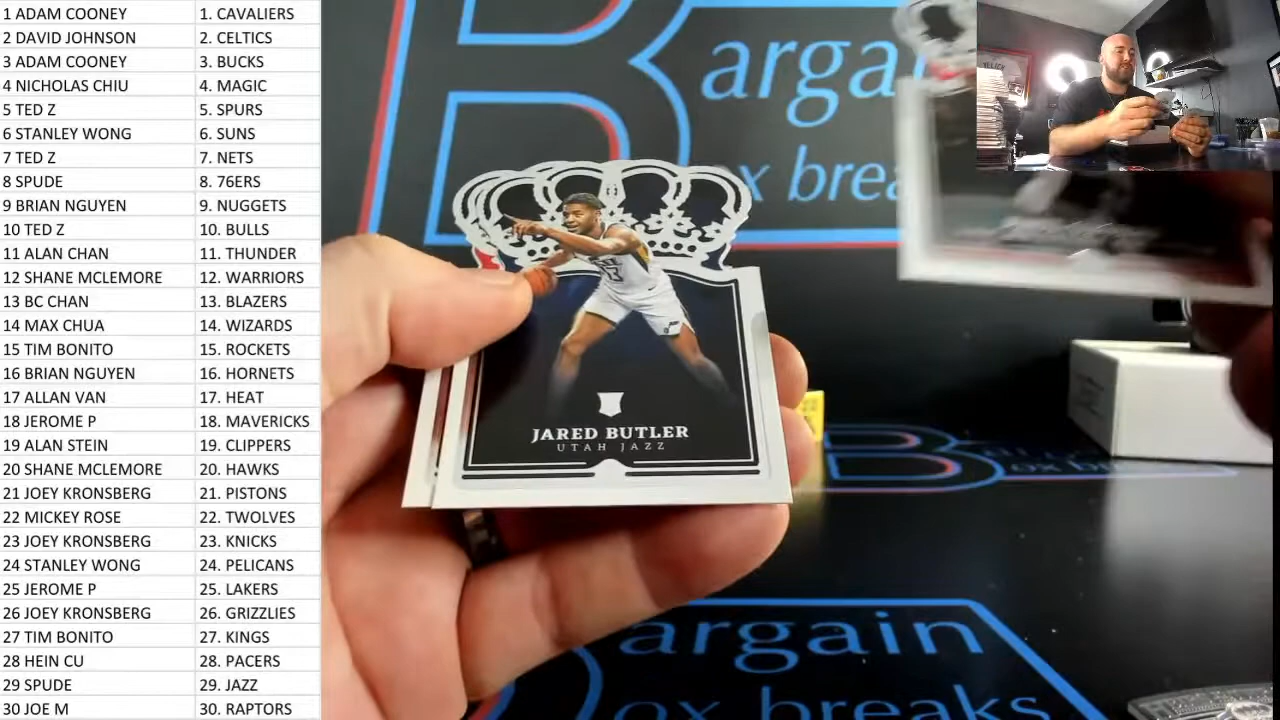 1 ADAM COONEY 1. CAVALIERS
2 DAVID JOHNSON 2. CELTICS
3 ADAM COONEY 3. BUCKS
4 NICHOLAS CHIU 4. MAGIC
5 TED Z 5. SPURS
6 STANLEY WONG 6. SUNS
7 TED Z 7. NETS
8 SPUDE 8. 76ERS
9 BRIAN NGUYEN 9. NUGGETS
10 TED Z 10. BULLS
11 ALAN CHAN 11. THUNDER
12 SHANE MCLEMORE 12. WARRIORS
13 BC CHAN 13. BLAZERS
14 MAX CHUA 14. WIZARDS
15 TIM BONITO 15. ROCKETS
16 BRIAN NGUYEN 16. HORNETS
17 ALLAN VAN 17. HEAT
18 JEROME P 18. MAVERICKS
19 ALAN STEIN 19. CLIPPERS
20 SHANE MCLEMORE 20. HAWKS
21 JOEY KRONSBERG 21. PISTONS
22 MICKEY ROSE 22. TWOLVES
23 JOEY KRONSBERG 23. KNICKS
24 STANLEY WONG 24. PELICANS
25 JEROME P 25. LAKERS
26 JOEY KRONSBERG 26. GRIZZLIES
27 TIM BONITO 27. KINGS
28 HEIN CU 28. PACERS
29 SPUDE 29. JAZZ
30 JOE M 30. RAPTORS
Barga
x brea
13
JARED BUTLER
UTAH JAZZ
B
ox breaks
argain
ox breaks